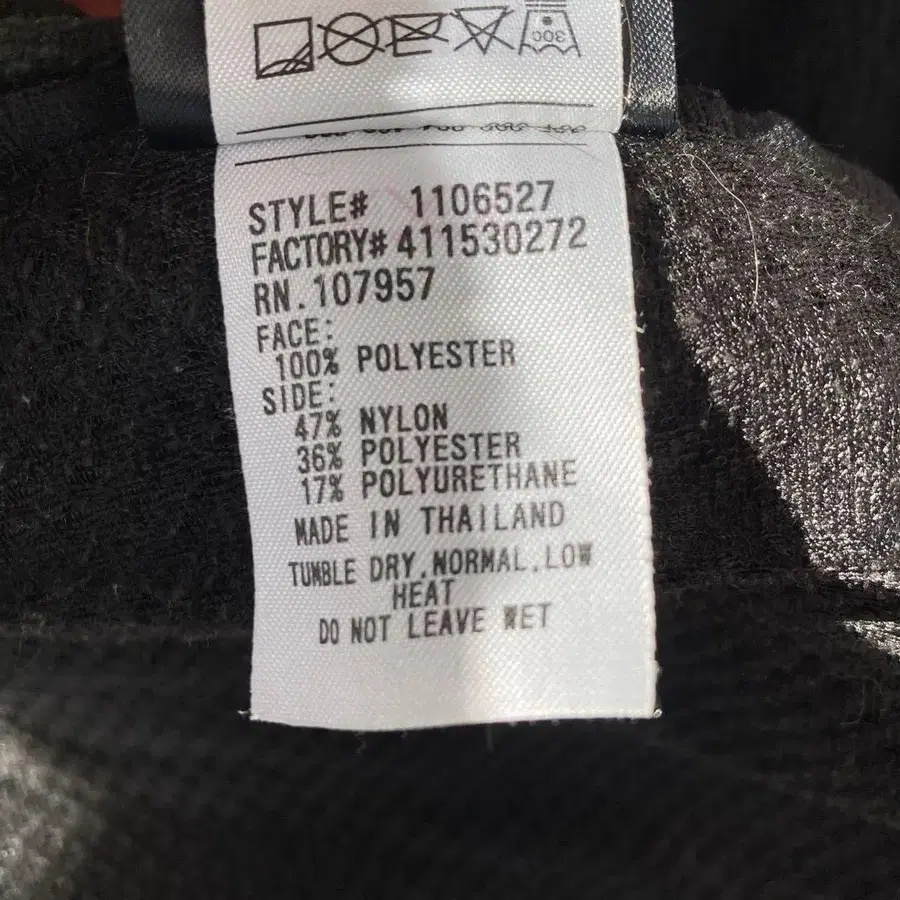 30C
STYLE# 1106527
FACTORY# 411530272
RN.107957
FACE:
100% POLYESTER
SIDE:
47% NYLON
36% POLYESTER
17% POLYURETHANE
MADE IN THAILAND
TUMBLE DRY,NORMAL,LOW
HEAT
DO NOT LEAVE WET